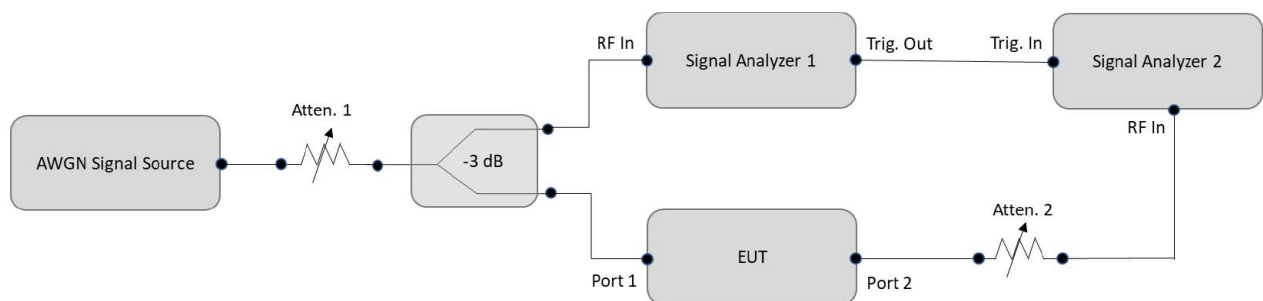 RF In
Signal Analyzer 1
Trig. Out
Trig. In
Signal Analyzer 2
RF In
AWGN Signal Source
Atten. 1
-3 dB
Port 1
EUT
Port 2
Atten. 2